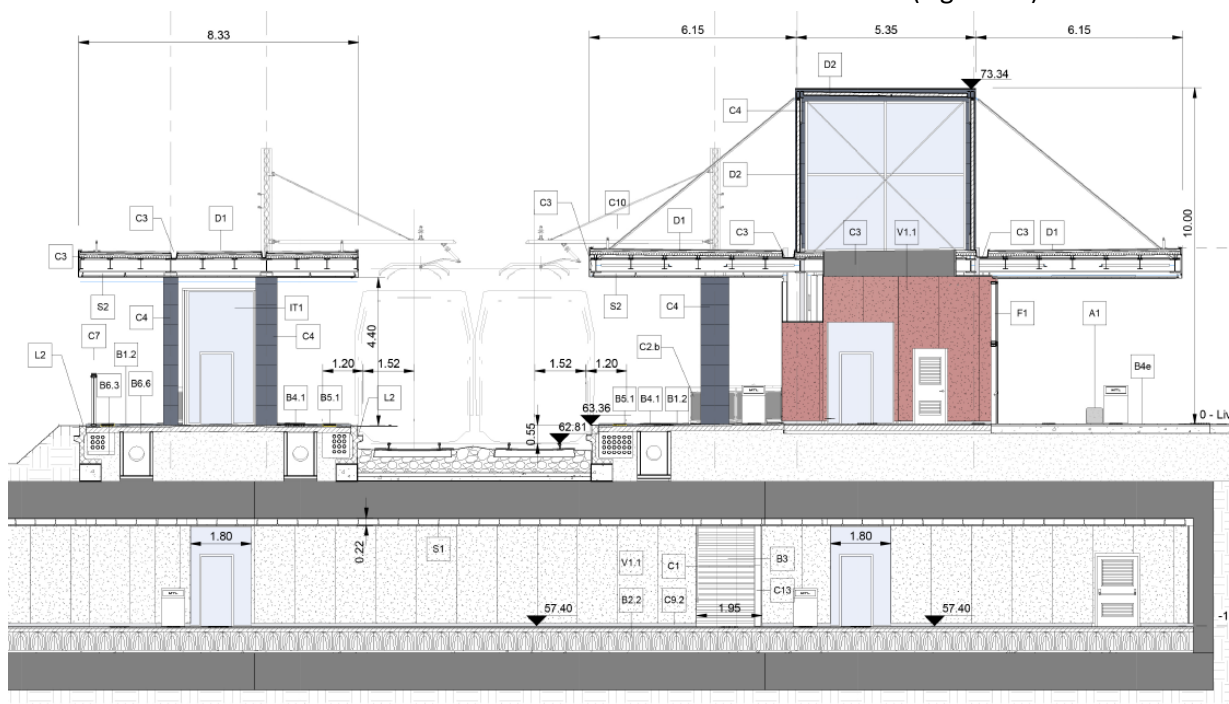 8.33
6.15
5.35
6.15
D2
73.34
C4
D2
C3
D1
C3
C10
D1
C3
C3
V1.1
C3
D1
10.00
C3
S2
C4
IT1
C4
4.40
S2
C4
F1
A1
C7
L2
B1.2
B6.3
B6.6
1.20
1.52
1.52
1.20
C2.b
B4e
B4.1
B5.1
L2
B5.1
B4.1
B1.2
MTL
MTL
63.36
0.55
62.81
0 - Liv
1.80
0.22
S1
V1.1
C1
B3
1.80
MTL
B2.2
C9.2
C13
MTL
57.40
1.95
57.40
-1